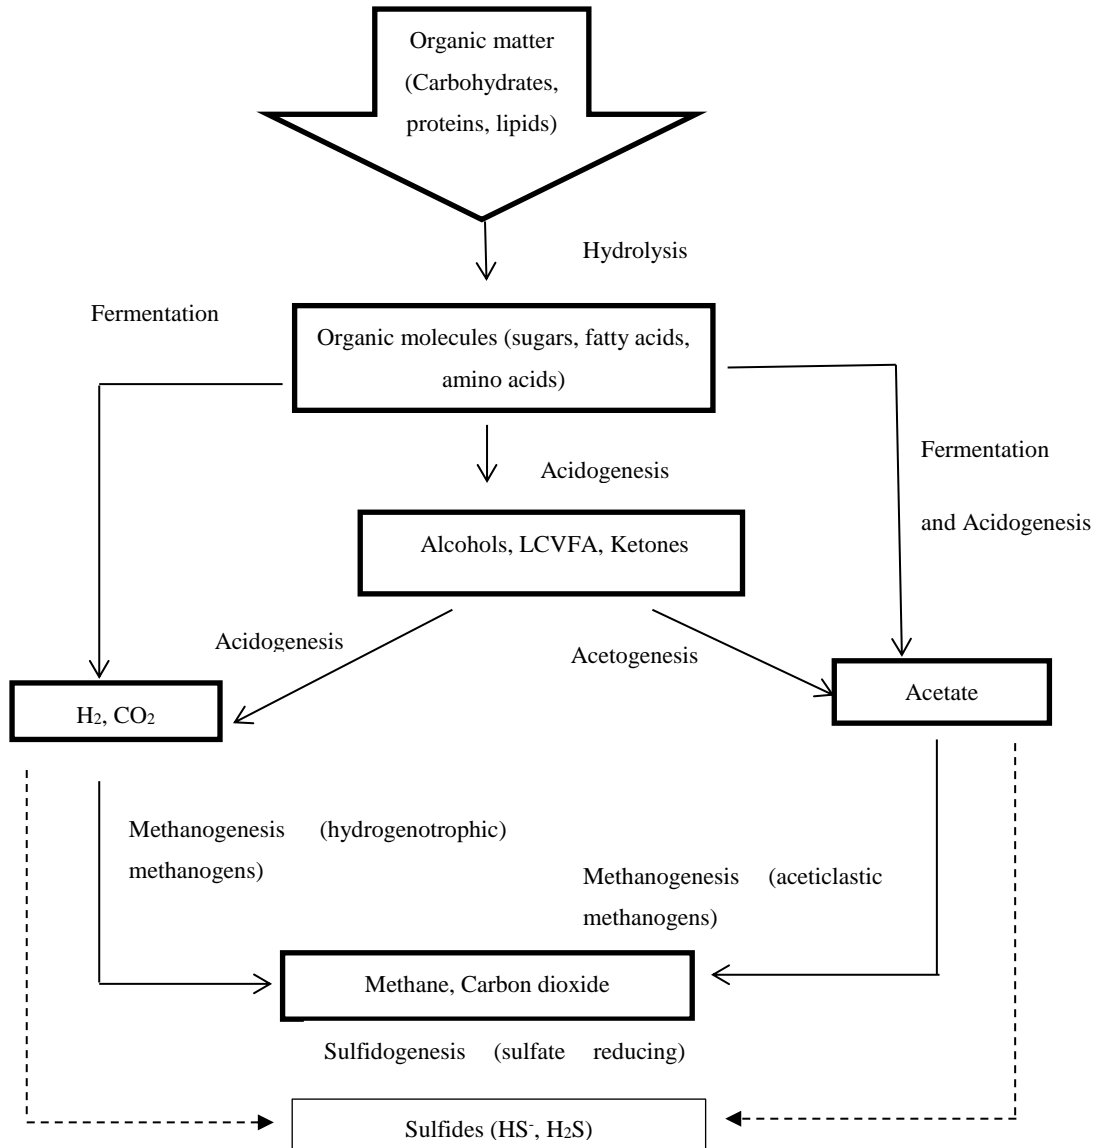 Organic matter
(Carbohydrates,
proteins, lipids)
Hydrolysis
Fermentation
Organic molecules (sugars, fatty acids,
amino acids)
Fermentation
and Acidogenesis
Acidogenesis
Alcohols, LCVFA, Ketones
Acidogenesis
Acetogenesis
H₂, CO₂
Acetate
Methanogenesis (hydrogenotrophic)
methanogens)
Methanogenesis (aceticlastic
methanogens)
Methane, Carbon dioxide
Sulfidogenesis (sulfate reducing)
Sulfides (HS⁻, H₂S)